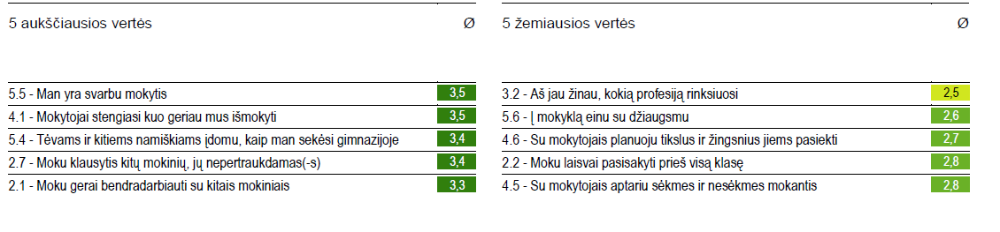 5 aukščiausios vertės Ø
5.5 - Man yra svarbu mokytis 3,5
4.1 - Mokytojai stengiasi kuo geriau mus išmokyti 3,5
5.4 - Tėvams ir kitiems namiškiams įdomu, kaip man sekėsi gimnazijoje 3,4
2.7 - Moku klausytis kitų mokinių, jų nepertraukdamas(-s) 3,4
2.1 - Moku gerai bendradarbiauti su kitais mokiniais 3,3
5 žemiausios vertės Ø
3.2 - Aš jau žinau, kokią profesiją rinksiuosi 2,5
5.6 - Į mokyklą einu su džiaugsmu 2,6
4.6 - Su mokytojais planuoju tikslus ir žingsnius jiems pasiekti 2,7
2.2 - Moku laisvai pasisakyti prieš visą klasę 2,8
4.5 - Su mokytojais aptariu sėkmes ir nesėkmes mokantis 2,8